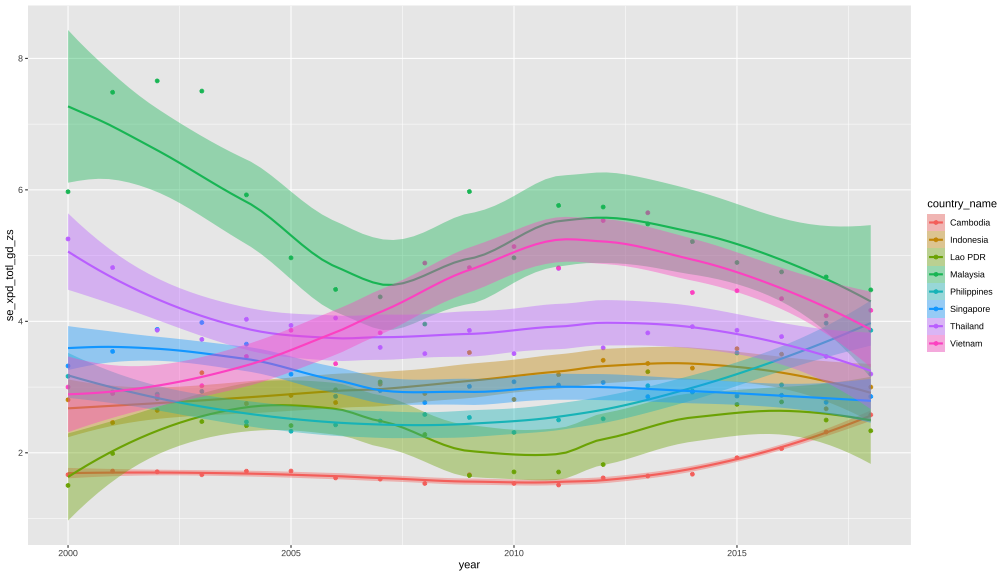 8
6
4
2
se_xpd_totl_gd_zs
2000
2005
2010
2015
year
country_name
Cambodia
Indonesia
Lao PDR
Malaysia
Philippines
Singapore
Thailand
Vietnam